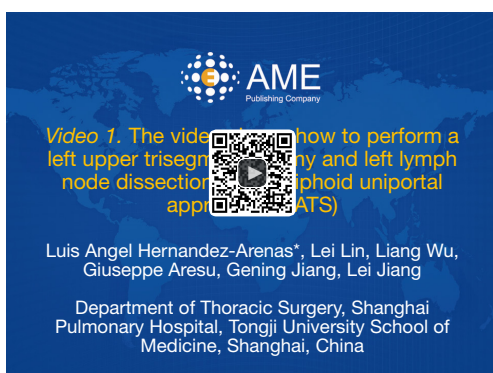 AME
Publishing Company
Video 1. The vide how to perform a
left upper trisegm my and left lymph
node dissection iphoid uniportal
appr ATS)
Luis Angel Hernandez-Arenas*, Lei Lin, Liang Wu,
Giuseppe Aresu, Gening Jiang, Lei Jiang
Department of Thoracic Surgery, Shanghai
Pulmonary Hospital, Tongji University School of
Medicine, Shanghai, China